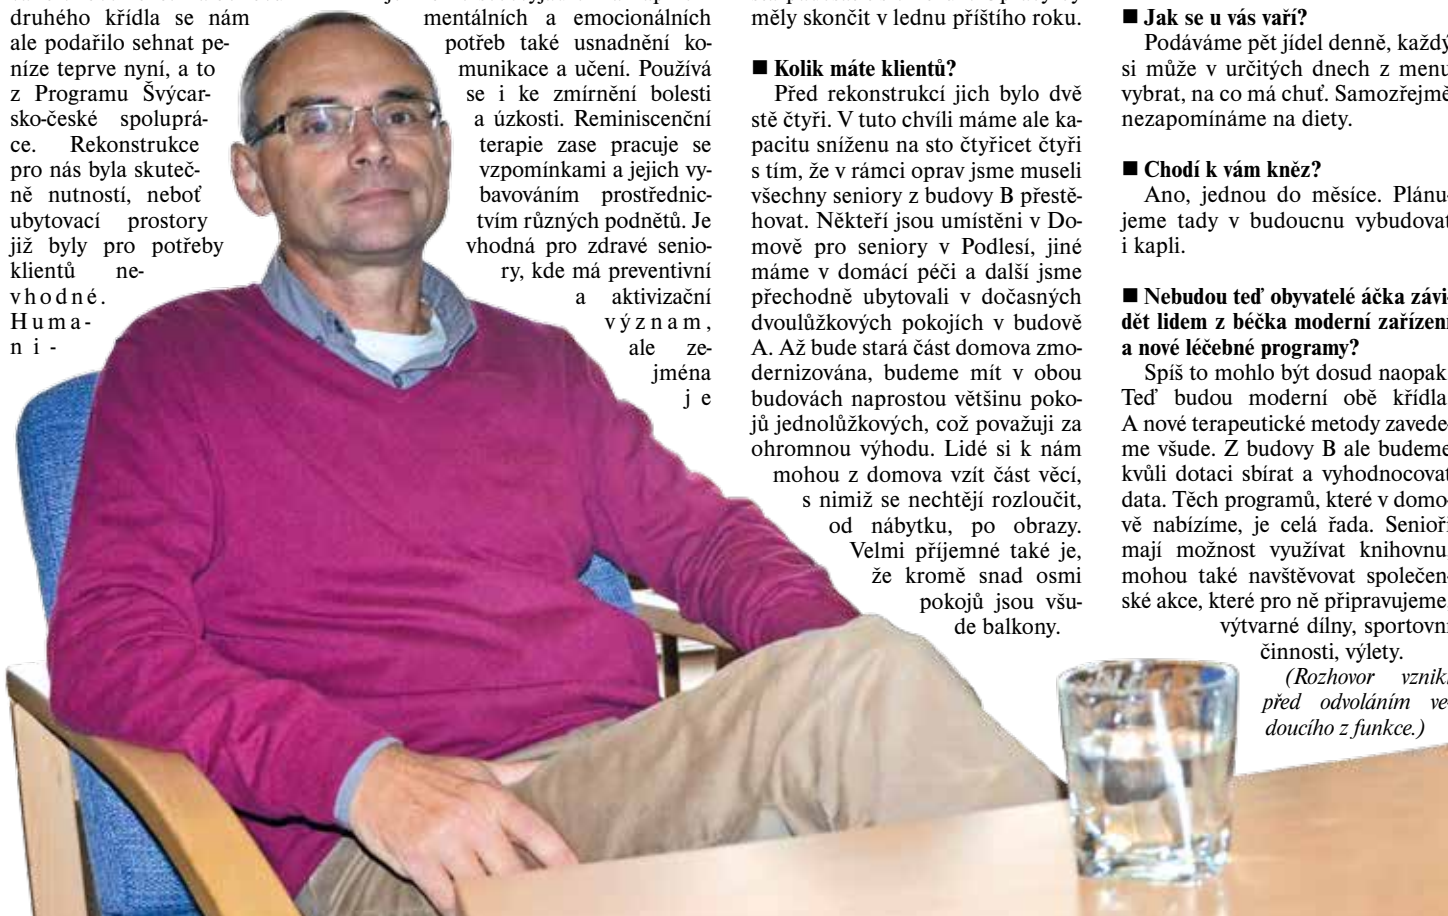 druhého křídla se nám
ale podařilo sehnat pe-
níze teprve nyní, a to
z Programu Švýcar-
sko-české spoluprá-
ce. Rekonstrukce
pro nás byla skuteč-
ně nutností, neboť
ubytovací prostory
již byly pro potřeby
klientů ne-
vhodné.
Huma-
ni-
mentálních a emocionálních
potřeb také usnadnění ko-
munikace a učení. Používá
se i ke zmírnění bolesti
a úzkosti. Reminiscenční
terapie zase pracuje se
vzpomínkami a jejich vy-
bavováním prostřednic-
tvím různých podnětů. Je
vhodná pro zdravé senio-
ry, kde má preventivní
a aktivizační
význam,
ale ze-
jména
je
měly skončit v lednu příštího roku.
■ Kolik máte klientů?
Před rekonstrukcí jich bylo dvě
stě čtyři. V tuto chvíli máme ale ka-
pacitu sníženu na sto čtyřicet čtyři
s tím, že v rámci oprav jsme museli
všechny seniory z budovy B přestě-
hovat. Někteří jsou umístěni v Do-
mově pro seniory v Podlesí, jiné
máme v domácí péči a další jsme
přechodně ubytovali v dočasných
dvoulůžkových pokojích v budově
A. Až bude stará část domova zmo-
dernizována, budeme mít v obou
budovách naprostou většinu poko-
jů jednolůžkových, což považuji za
ohromnou výhodu. Lidé si k nám
mohou z domova vzít část věcí,
s nimiž se nechtějí rozloučit,
od nábytku, po obrazy.
Velmi příjemné také je,
že kromě snad osmi
pokojů jsou všu-
de balkony.
■ Jak se u vás vaří?
Podáváme pět jídel denně, každý
si může v určitých dnech z menu
vybrat, na co má chuť. Samozřejmě
nezapomínáme na diety.
■ Chodí k vám kněz?
Ano, jednou do měsíce. Plánu-
jeme tady v budoucnu vybudovat
i kapli.
■ Nebudou teď obyvatelé áčka závi-
dět lidem z béčka moderní zařízení
a nové léčebné programy?
Spíš to mohlo být dosud naopak.
Teď budou moderní obě křídla.
A nové terapeutické metody zavede-
me všude. Z budovy B ale budeme
kvůli dotaci sbírat a vyhodnocovat
data. Těch programů, které v domo-
vě nabízíme, je celá řada. Senioři
mají možnost využívat knihovnu,
mohou také navštěvovat společen-
ské akce, které pro ně připravujeme,
výtvarné dílny, sportovní
činnosti, výlety.
(Rozhovor vznikl
před odvoláním ve-
doucího z funkce.)